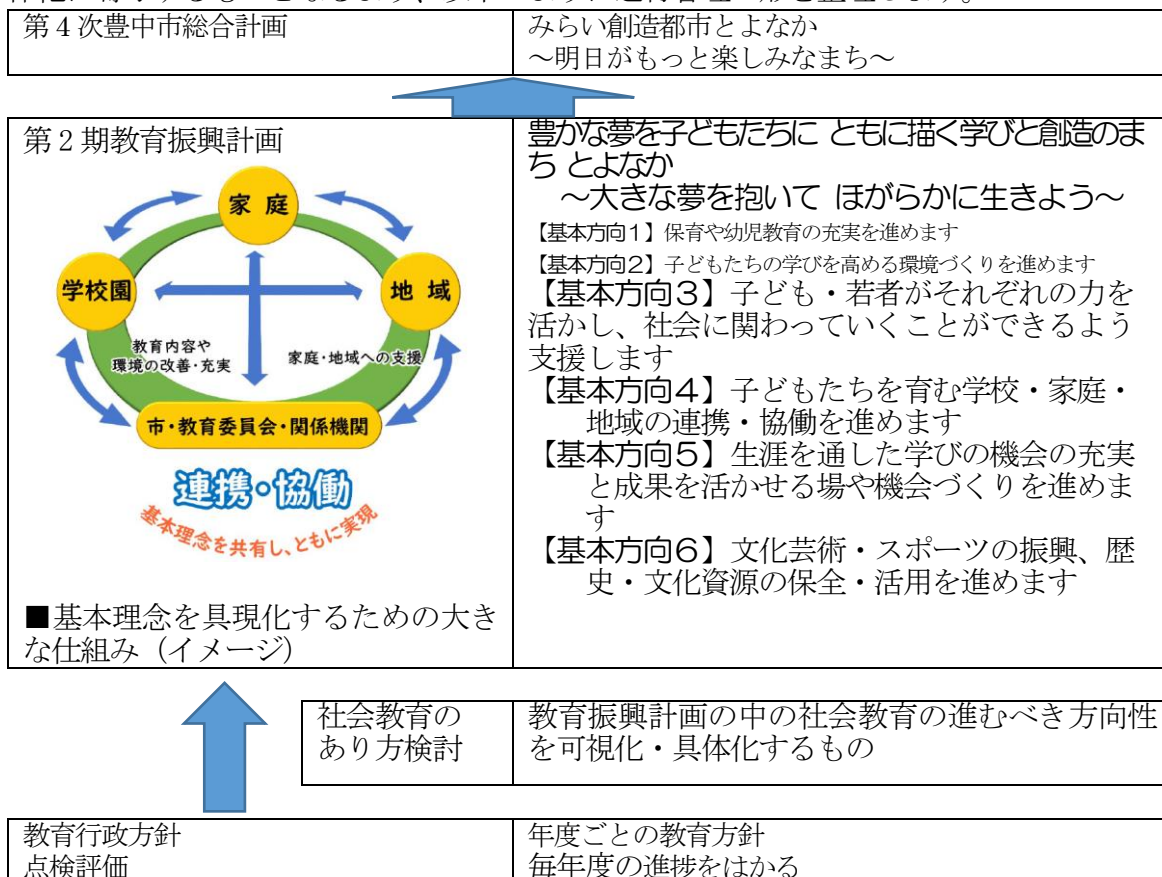 第4次豊中市総合計画
みらい創造都市とよなか
～明日がもっと楽しみなまち～
第2期教育振興計画
家 庭
学校園
地 域
教育内容や
環境の改善・充実
家庭・地域への支援
市・教育委員会・関係機関
連携・協働
基本理念を共有し、ともに実現
■基本理念を具現化するための大き
な仕組み（イメージ）
豊かな夢を子どもたちに ともに描く学びと創造のま
ち とよなか
～大きな夢を抱いて ほがらかに生きよう～
【基本方向1】保育や幼児教育の充実を進めます
【基本方向2】子どもたちの学びを高める環境づくりを進めます
【基本方向3】子ども・若者がそれぞれの力を
活かし、社会に関わっていくことができるよう
支援します
【基本方向4】子どもたちを育む学校・家庭・
地域の連携・協働を進めます
【基本方向5】生涯を通した学びの機会の充実
と成果を活かせる場や機会づくりを進めま
す
【基本方向6】文化芸術・スポーツの振興、歴
史・文化資源の保全・活用を進めます
社会教育の
あり方検討
教育振興計画の中の社会教育の進むべき方向性
を可視化・具体化するもの
教育行政方針
点検評価
年度ごとの教育方針
毎年度の進捗をはかる